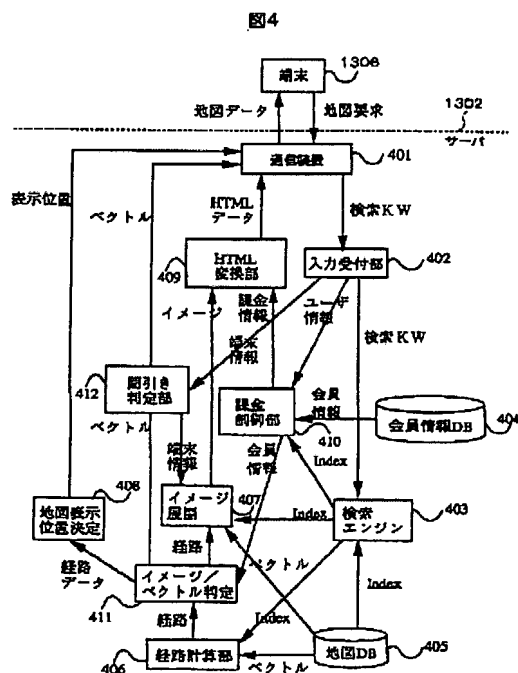 図4
端末
1306
地図データ
地図要求
1302
サーバ
通信装置
401
表示位置
ベクトル
HTML
データ
検索KW
HTML
変換部
409
入力受付部
402
イメージ
課金
情報
ユーザ
情報
端末
情報
検索KW
間引き
判定部
412
課金
制御部
410
会員
情報
会員情報DB
404
ベクトル
端末
情報
会員
情報
Index
408
地図表示
位置決定
イメージ
展開
407
Index
検索
エンジン
403
経路
データ
経路
ベクトル
Index
イメージ/
ベクトル判定
411
Index
経路
経路計算部
406
ベクトル
地図DB
405